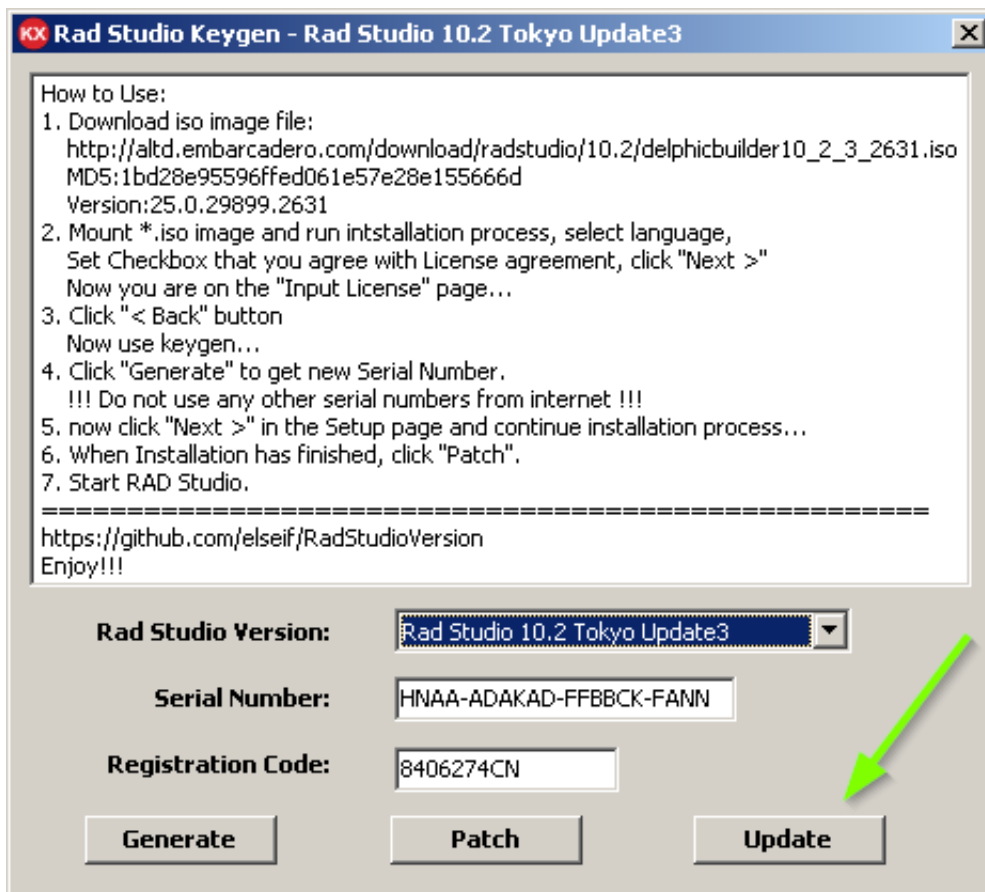 KX Rad Studio Keygen - Rad Studio 10.2 Tokyo Update3
How to Use:
1. Download iso image file:
http://altd.embarcadero.com/download/radstudio/10.2/delphicbuilder10_2_3_2631.iso
MD5:1bd28e95596ffed061e57e28e155666d
Version:25.0.29899.2631
2. Mount *.iso image and run intstallation process, select language,
Set Checkbox that you agree with License agreement, click "Next >"
Now you are on the "Input License" page...
3. Click "< Back" button
Now use keygen...
4. Click "Generate" to get new Serial Number.
!!! Do not use any other serial numbers from internet !!!
5. now click "Next >" in the Setup page and continue installation process...
6. When Installation has finished, click "Patch".
7. Start RAD Studio.
=====================================================
https://github.com/elseif/RadStudioVersion
Enjoy!!!
Rad Studio Version: Rad Studio 10.2 Tokyo Update3
Serial Number: HNAA-ADAKAD-FFBBCK-FANN
Registration Code: 8406274CN
Generate Patch Update